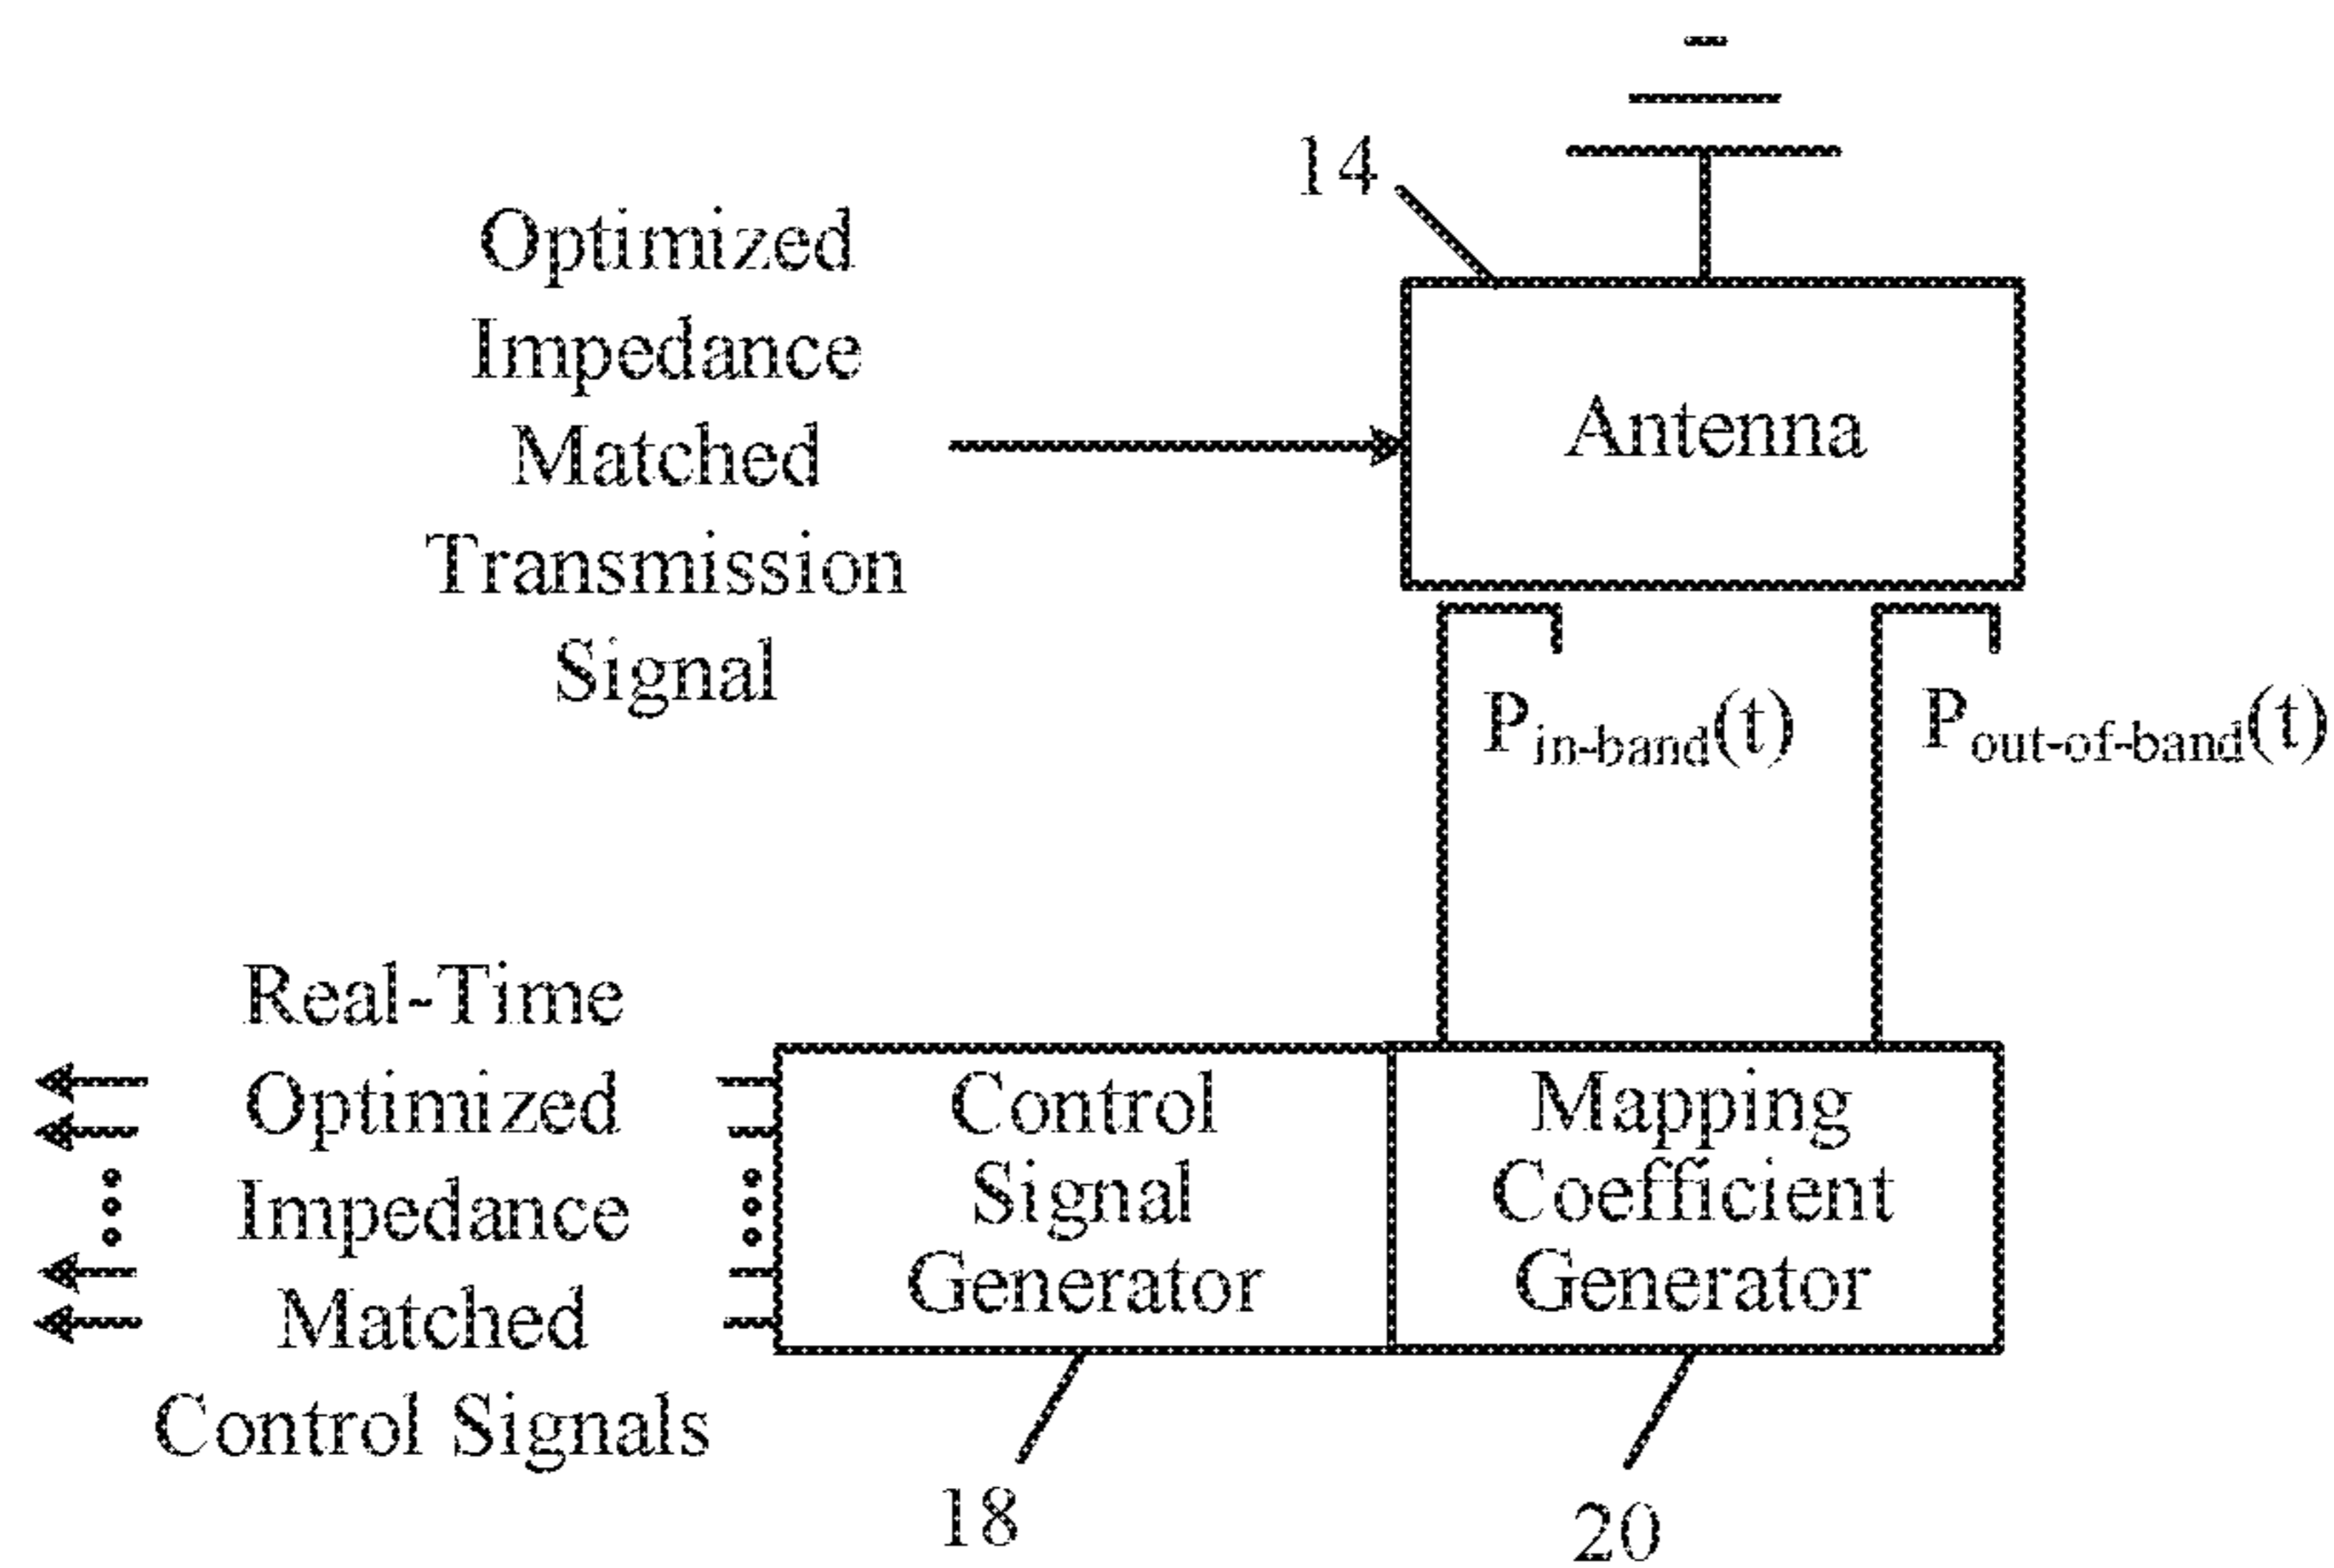 14
Optimized
Impedance
Matched
Transmission
Signal
Antenna
Pin-band(t)
Pout-of-band(t)
Real-Time
Optimized
Impedance
Matched
Control Signals
Control
Signal
Generator
Mapping
Coefficient
Generator
18
20